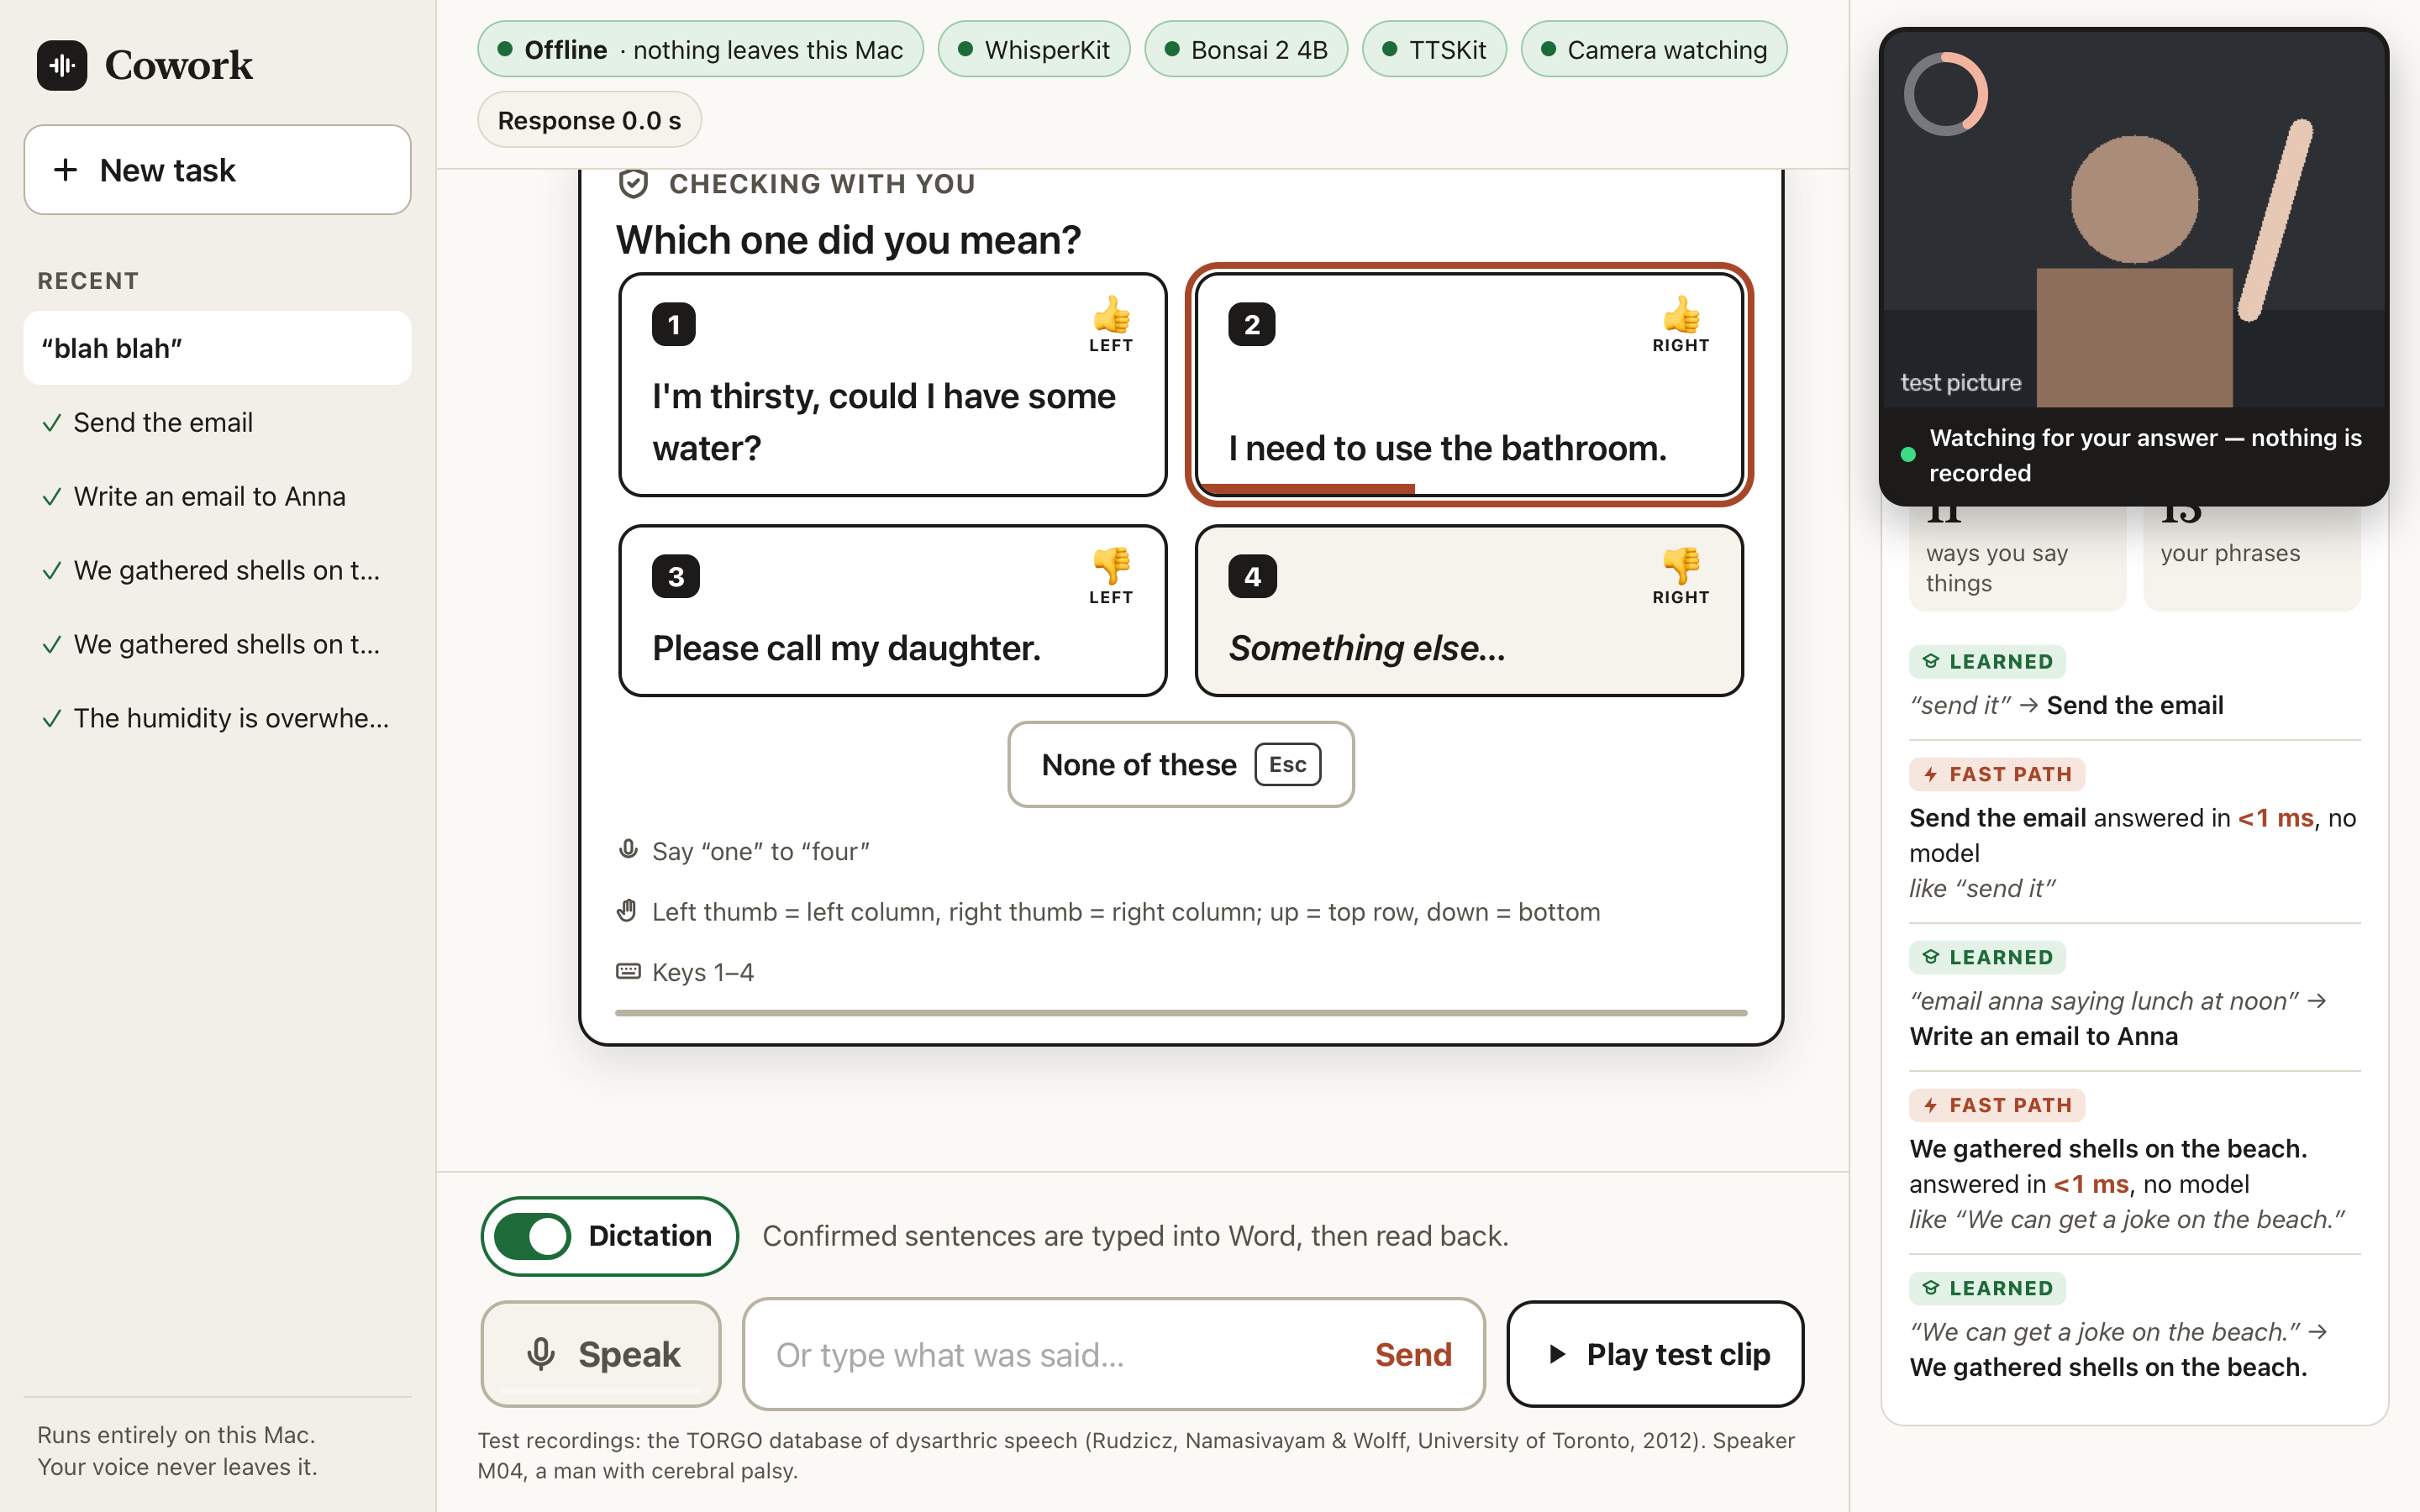 Cowork
New task
RECENT
“blah blah”
Send the email
Write an email to Anna
We gathered shells on t...
We gathered shells on t...
The humidity is overwhe...
Runs entirely on this Mac.
Your voice never leaves it.
Offline · nothing leaves this Mac
WhisperKit
Bonsai 2 4B
TTSKit
Camera watching
Response 0.0 s
CHECKING WITH YOU
Which one did you mean?
1
LEFT
I'm thirsty, could I have some
water?
2
RIGHT
I need to use the bathroom.
3
LEFT
Please call my daughter.
4
RIGHT
Something else...
None of these Esc
Say “one” to “four”
Left thumb = left column, right thumb = right column; up = top row, down = bottom
Keys 1–4
Dictation
Confirmed sentences are typed into Word, then read back.
Speak
Or type what was said...
Send
Play test clip
Test recordings: the TORGO database of dysarthric speech (Rudzicz, Namasivayam & Wolff, University of Toronto, 2012). Speaker
M04, a man with cerebral palsy.
test picture
Watching for your answer — nothing is
recorded
ways you say
things
your phrases
LEARNED
“send it” → Send the email
FAST PATH
Send the email answered in <1 ms, no
model
like “send it”
LEARNED
“email anna saying lunch at noon” →
Write an email to Anna
FAST PATH
We gathered shells on the beach.
answered in <1 ms, no model
like “We can get a joke on the beach.”
LEARNED
“We can get a joke on the beach.” →
We gathered shells on the beach.